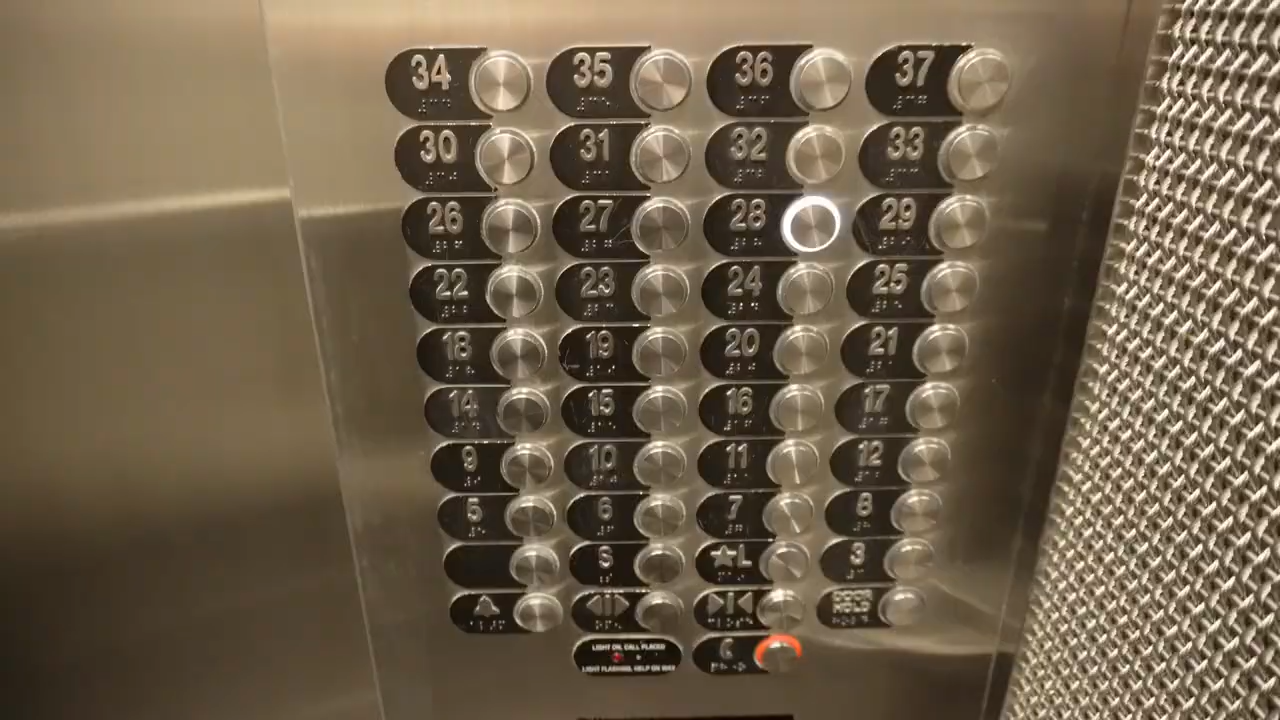 34 35 36 37
30 31 32 33
26 27 28 29
22 23 24 25
18 19 20 21
14 15 16 17
9 10 11 12
5 6 7 8
S ★L 3
DOOR
HOLD
LIGHT ON, CALL PLACED
LIGHT FLASHING, HELP ON WAY